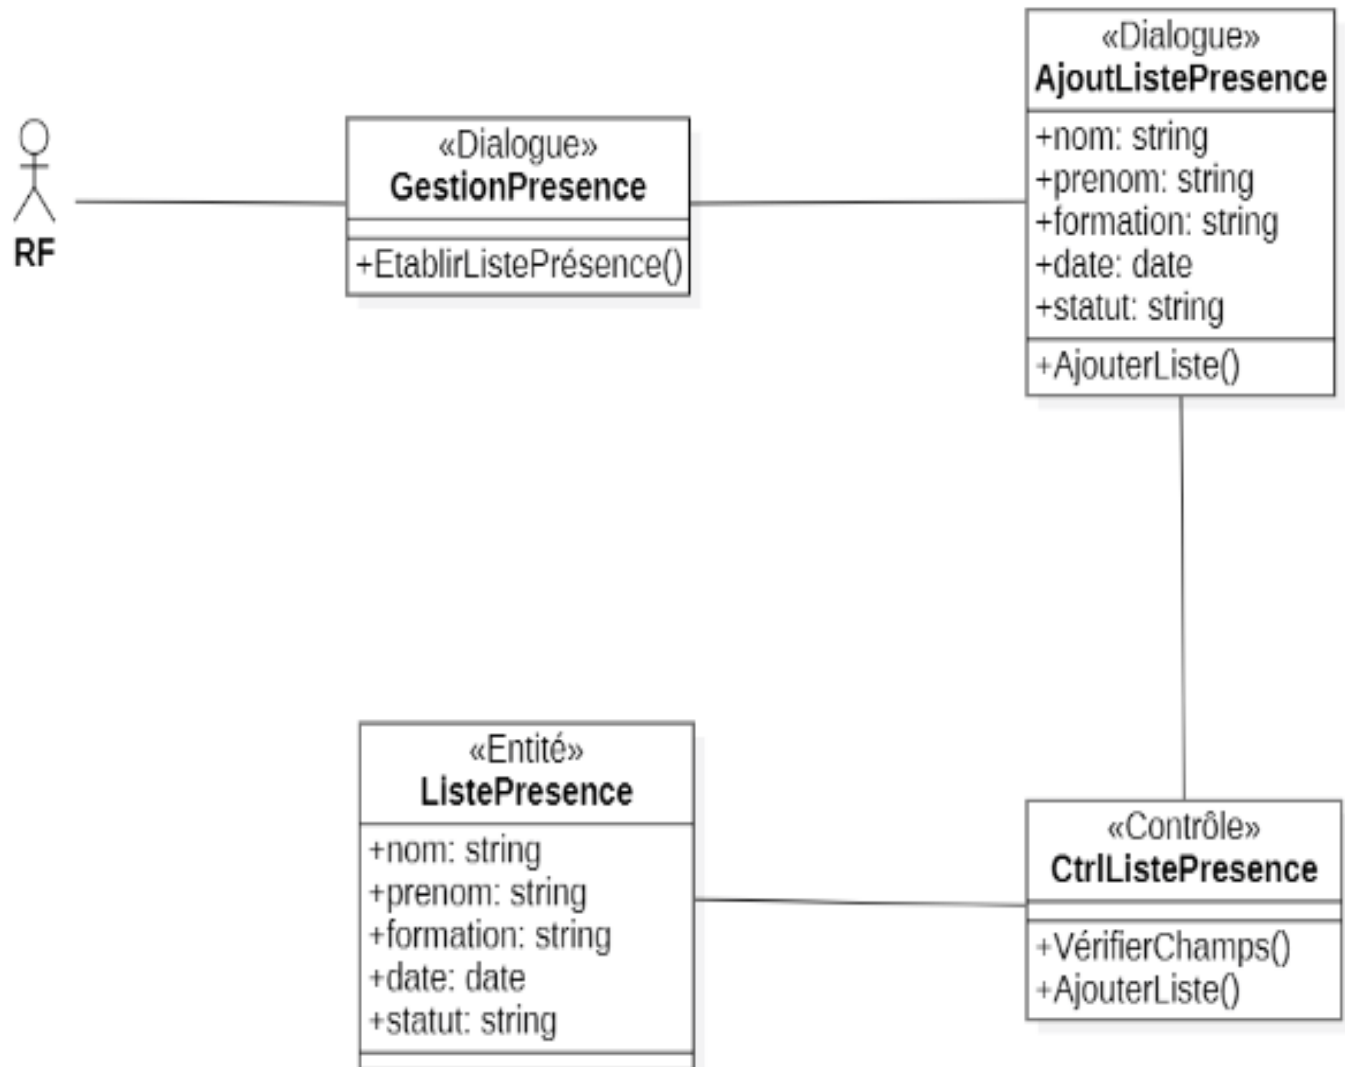 RF
«Dialogue»
GestionPresence
+EtablirListePrésence()
«Dialogue»
AjoutListePresence
+nom: string
+prenom: string
+formation: string
+date: date
+statut: string
+AjouterListe()
«Entité»
ListePresence
+nom: string
+prenom: string
+formation: string
+date: date
+statut: string
«Contrôle»
CtrlListePresence
+VérifierChamps()
+AjouterListe()